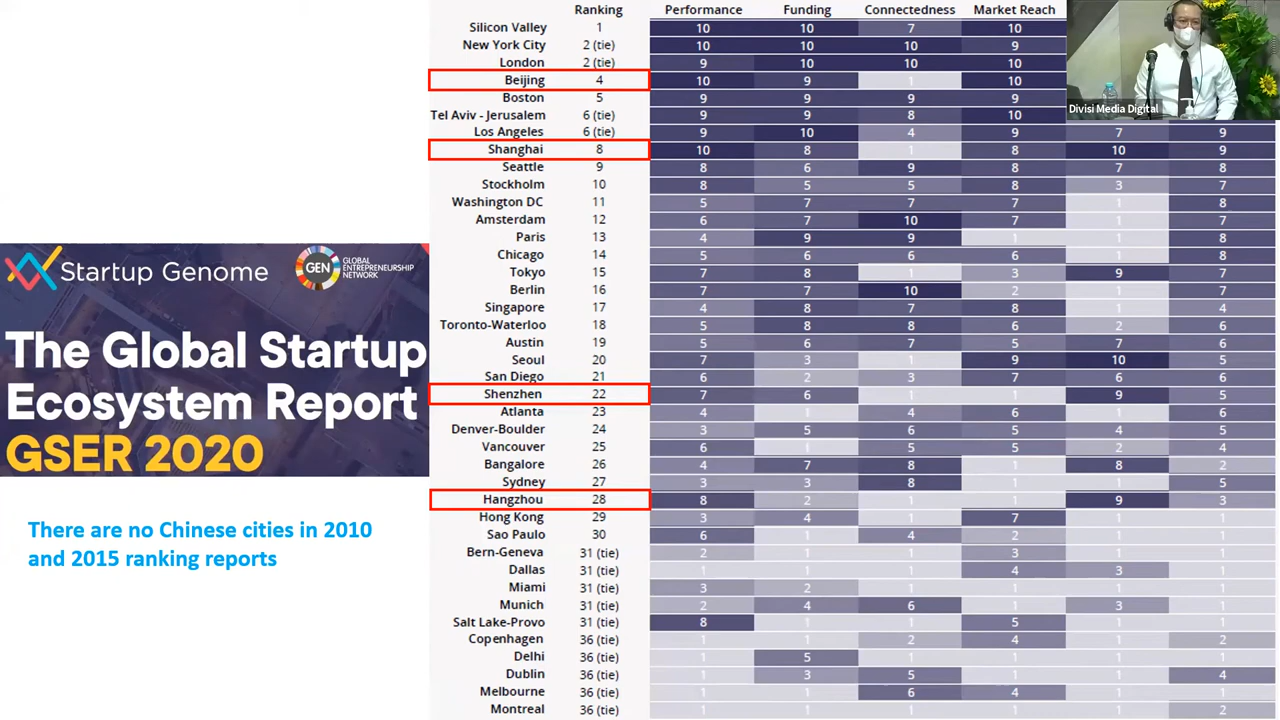 Ranking Performance Funding Connectedness Market Reach
Silicon Valley 1 10 10 7 10
New York City 2 (tie) 10 10 10 9
London 2 (tie) 9 10 10 10
Beijing 4 10 9 1 10
Boston 5 9 9 9 9
Divisi Media Digital
Tel Aviv - Jerusalem 6 (tie) 9 9 8 10
Los Angeles 6 (tie) 9 10 4 9 7 9
Shanghai 8 10 8 1 8 10 9
Seattle 9 8 6 9 8 7 8
Stockholm 10 8 5 5 8 3 7
Washington DC 11 5 7 7 7 1 8
Amsterdam 12 6 7 10 7 1 7
Paris 13 4 9 9 1 1 8
Chicago 14 5 6 6 6 1 8
Tokyo 15 7 8 1 3 9 7
Berlin 16 7 7 10 2 1 7
Singapore 17 4 8 7 8 1 4
Toronto-Waterloo 18 5 8 8 6 2 6
Austin 19 5 6 7 5 7 6
Seoul 20 7 3 1 9 10 5
San Diego 21 6 2 3 7 6 6
Shenzhen 22 7 6 1 1 9 5
Atlanta 23 4 1 4 6 1 6
Denver-Boulder 24 3 5 6 5 4 5
Vancouver 25 6 1 5 5 2 4
Bangalore 26 4 7 8 1 8 2
Sydney 27 3 3 8 1 1 5
Hangzhou 28 8 2 1 1 9 3
Hong Kong 29 3 4 1 7 1 1
Sao Paulo 30 6 1 4 2 1 1
Bern-Geneva 31 (tie) 2 1 1 3 1 1
Dallas 31 (tie) 1 1 1 4 3 1
Miami 31 (tie) 3 2 1 1 1 1
Munich 31 (tie) 2 4 6 1 3 1
Salt Lake-Provo 31 (tie) 8 1 1 5 1 1
Copenhagen 36 (tie) 1 1 2 4 1 2
Delhi 36 (tie) 1 5 1 1 1 1
Dublin 36 (tie) 1 3 5 1 1 4
Melbourne 36 (tie) 1 1 6 4 1 1
Montreal 36 (tie) 1 1 1 1 1 2
Startup Genome
GEN
GLOBAL
ENTREPRENEURSHIP
NETWORK
The Global Startup
Ecosystem Report
GSER 2020
There are no Chinese cities in 2010
and 2015 ranking reports